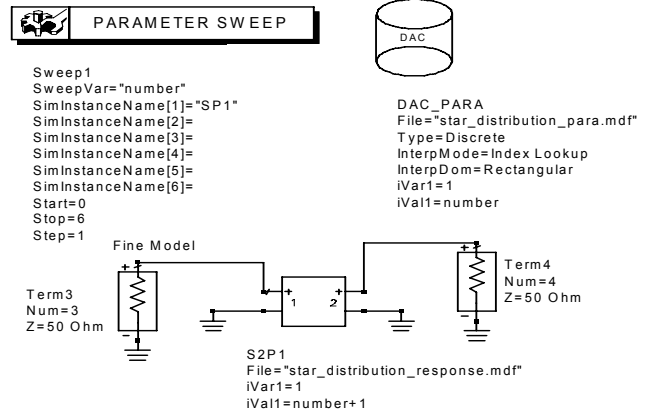 PARAMETER SWEEP
DAC
Sweep1
SweepVar="number"
SimInstanceName[1]="SP1"
SimInstanceName[2]=
SimInstanceName[3]=
SimInstanceName[4]=
SimInstanceName[5]=
SimInstanceName[6]=
Start=0
Stop=6
Step=1
DAC_PARA
File="star_distribution_para.mdf"
Type=Discrete
InterpMode=Index Lookup
InterpDom=Rectangular
iVar1=1
iVal1=number
Fine Model
Term3
Num=3
Z=50 Ohm
+
-
+
1
+
2
+
-
Term4
Num=4
Z=50 Ohm
S2P1
File="star_distribution_response.mdf"
iVar1=1
iVal1=number+1